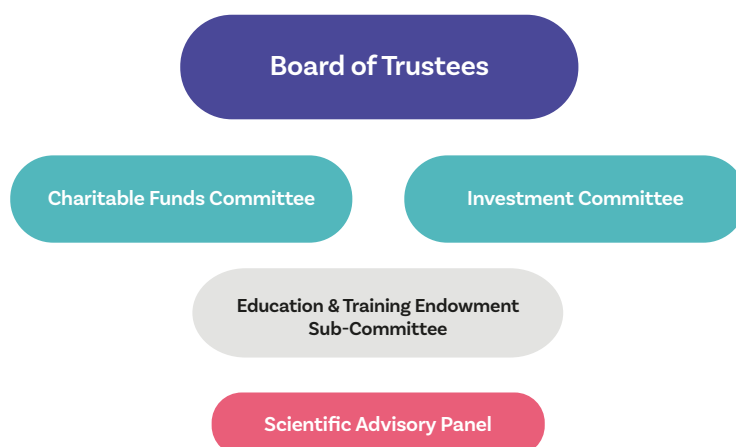 Board of Trustees
Charitable Funds Committee
Investment Committee
Education & Training Endowment
Sub-Committee
Scientific Advisory Panel